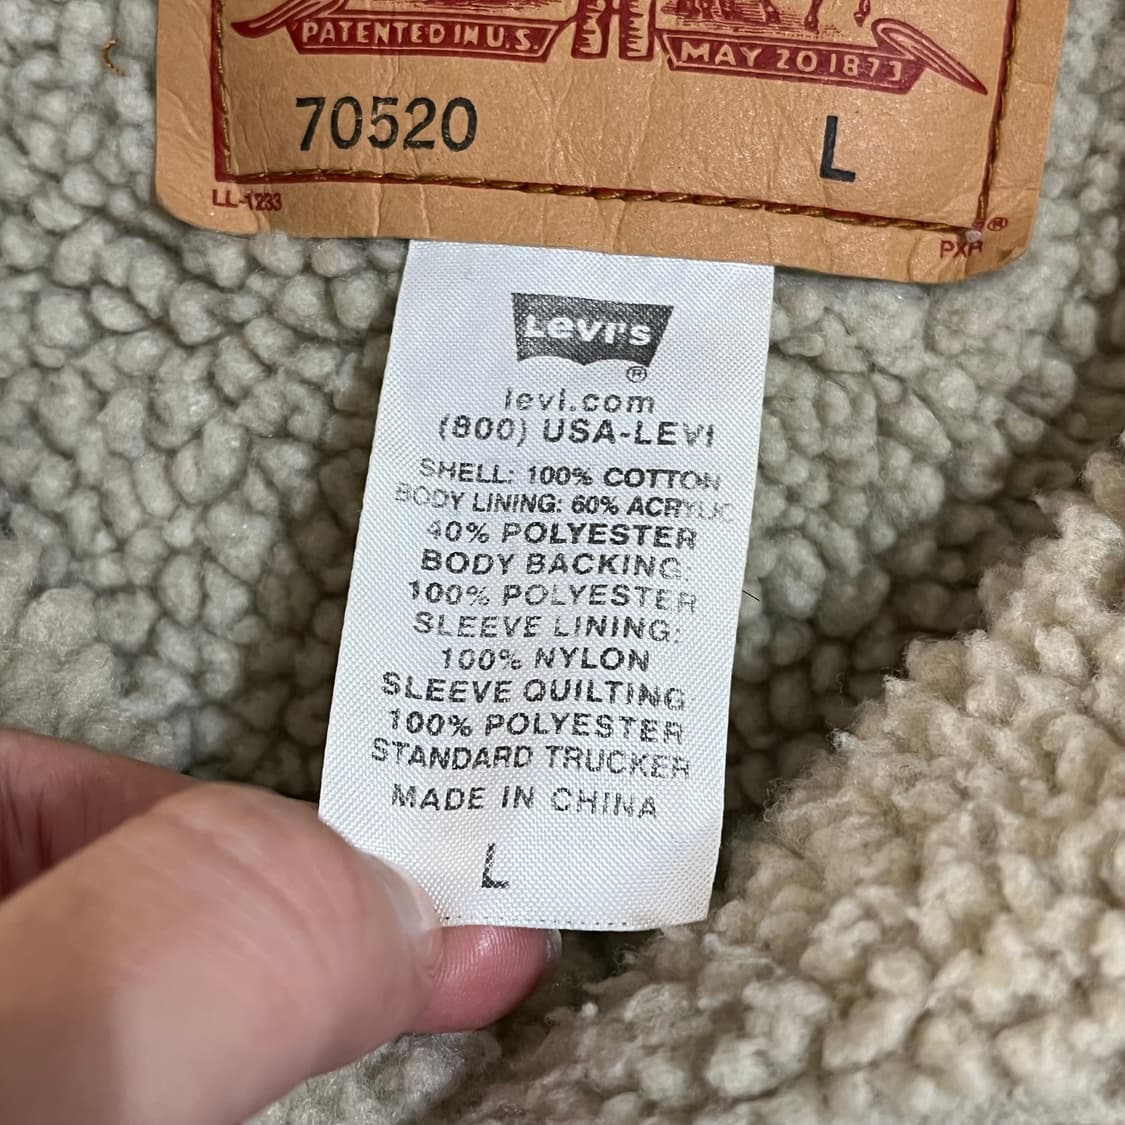 PATENTED IN U.S.
MAY 20 1873
70520
L
LL-1233
®
PXR
Levi's
®
levi.com
(800) USA-LEVI
SHELL: 100% COTTON
BODY LINING: 60% ACRYLIC
40% POLYESTER
BODY BACKING:
100% POLYESTER
SLEEVE LINING:
100% NYLON
SLEEVE QUILTING
100% POLYESTER
STANDARD TRUCKER
MADE IN CHINA
L